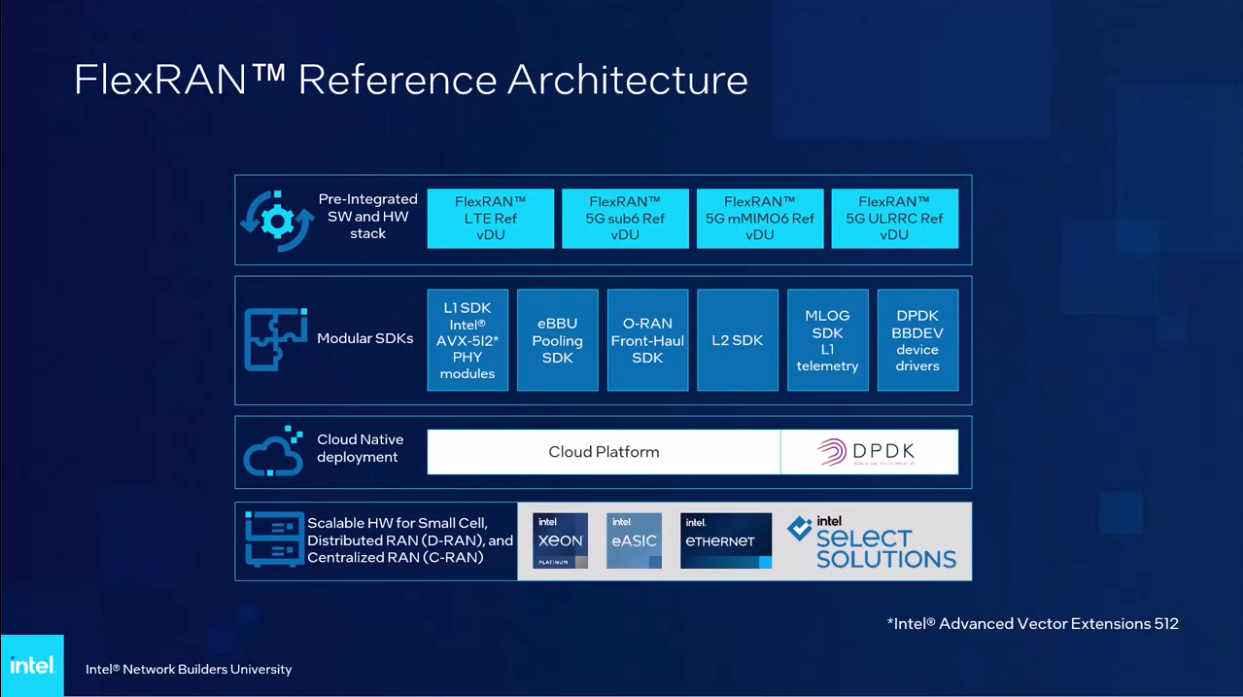 FlexRAN™ Reference Architecture
Pre-Integrated
SW and HW
stack
FlexRAN™
LTE Ref
vDU
FlexRAN™
5G sub6 Ref
vDU
FlexRAN™
5G mMIMO6 Ref
vDU
FlexRAN™
5G ULRRC Ref
vDU
Modular SDKs
L1 SDK
Intel®
AVX-512*
PHY
modules
eBBU
Pooling
SDK
O-RAN
Front-Haul
SDK
L2 SDK
MLOG
SDK
L1
telemetry
DPDK
BBDEV
device
drivers
Cloud Native
deployment
Cloud Platform
DPDK
Scalable HW for Small Cell,
Distributed RAN (D-RAN), and
Centralized RAN (C-RAN)
intel
XEON
PLATINUM
intel
eASIC
intel.
ETHERNET
intel.
SELECT
SOLUTIONS
*Intel® Advanced Vector Extensions 512
intel.
Intel® Network Builders University